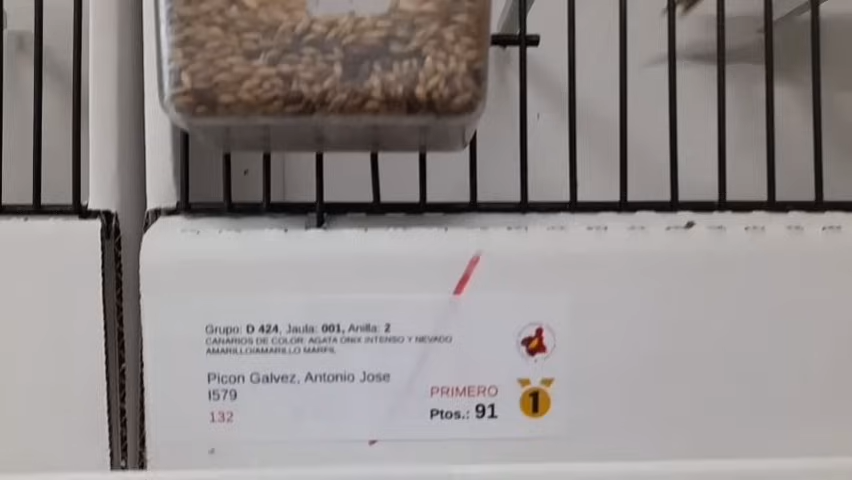 Grupo: D 424, Jaula: 001, Anilla: 2
CANARIOS DE COLOR: AGATA ONIX INTENSO Y NEVADO
AMARILLO/AMARILLO MARFIL
Picon Galvez, Antonio Jose
I579
132
PRIMERO
Ptos.: 91
1